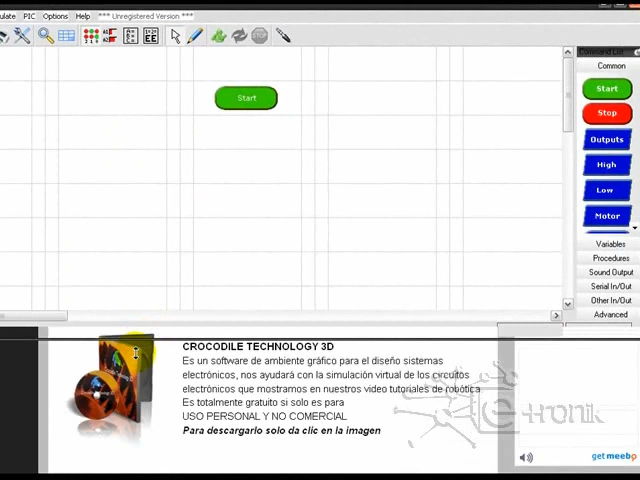 PIC Options Help *** Unregistered Version ***
Command List
Common
Start
Start
Stop
Outputs
High
Low
Motor
Variables
Procedures
Sound Output
Serial In/Out
Other In/Out
Advanced
CROCODILE TECHNOLOGY 3D
Es un software de ambiente gráfico para el diseño sistemas
electrónicos, nos ayudará con la simulación virtual de los circuitos
electrónicos que mostramos en nuestros video tutoriales de robótica
Es totalmente gratuito si solo es para
USO PERSONAL Y NO COMERCIAL
Para descargarlo solo da clic en la imagen
e-tronik
get meebo